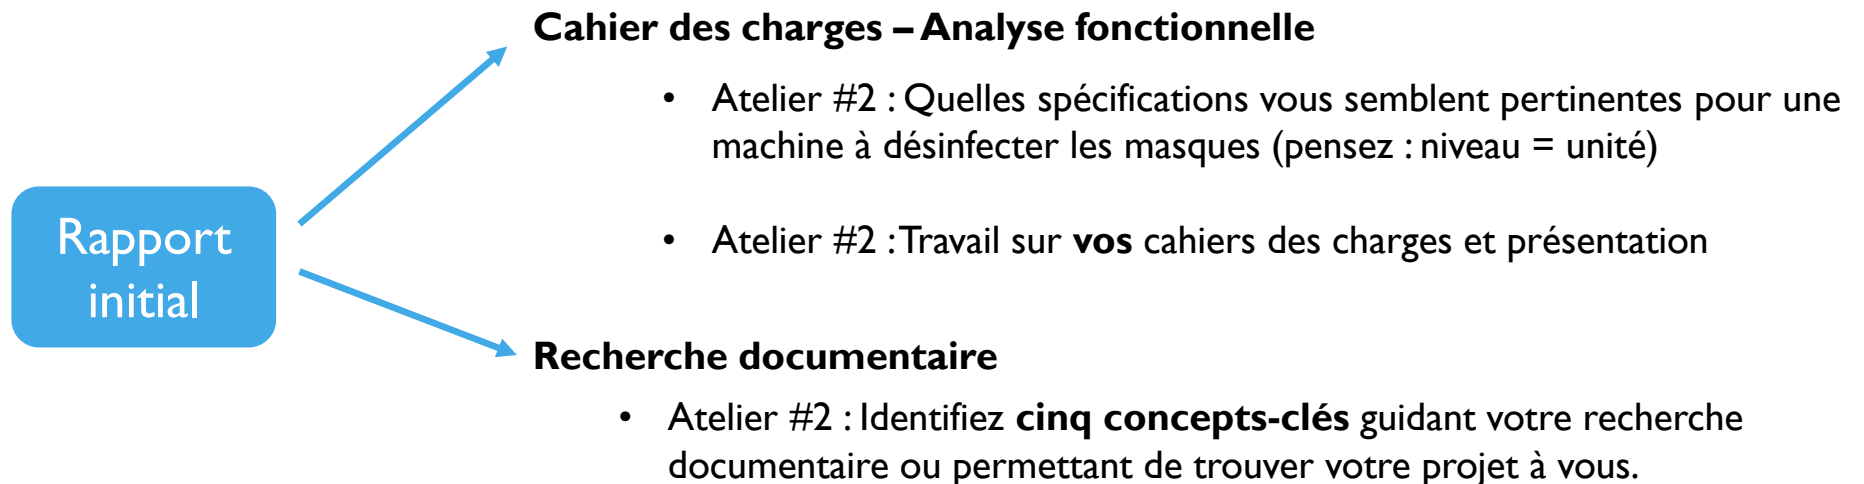 Cahier des charges – Analyse fonctionnelle
• Atelier #2 : Quelles spécifications vous semblent pertinentes pour une
machine à désinfecter les masques (pensez : niveau = unité)
• Atelier #2 : Travail sur vos cahiers des charges et présentation
Rapport
initial
Recherche documentaire
• Atelier #2 : Identifiez cinq concepts-clés guidant votre recherche
documentaire ou permettant de trouver votre projet à vous.